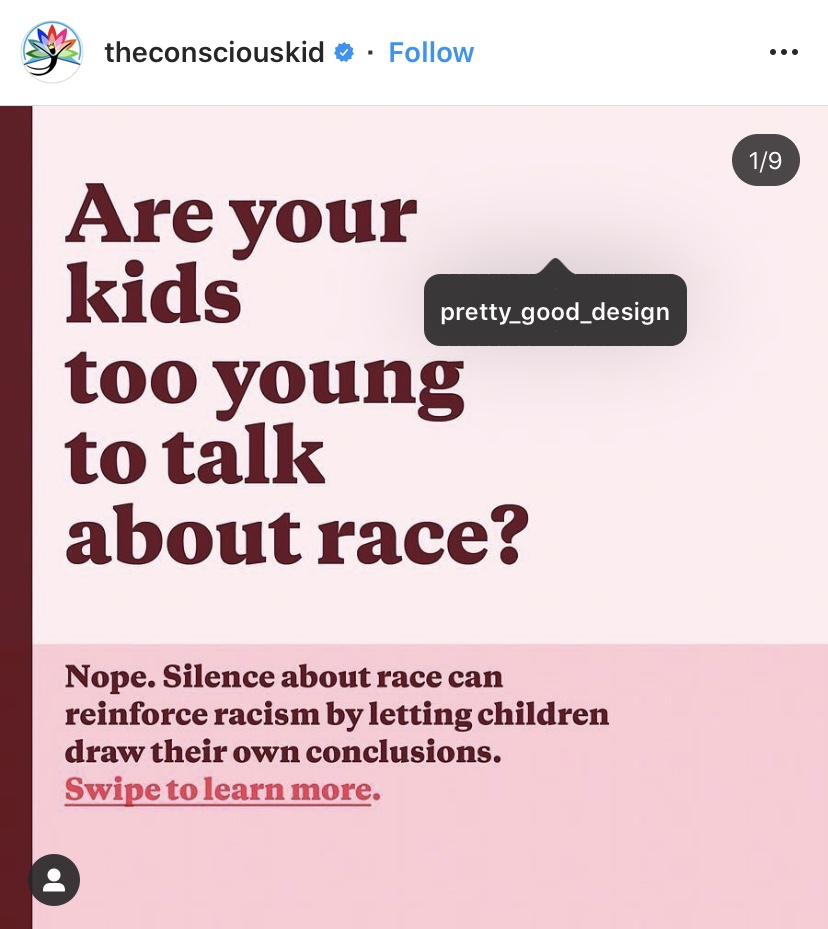 theconsciouskid · Follow
1/9
Are your
kids
pretty_good_design
too young
to talk
about race?
Nope. Silence about race can
reinforce racism by letting children
draw their own conclusions.
Swipe to learn more.